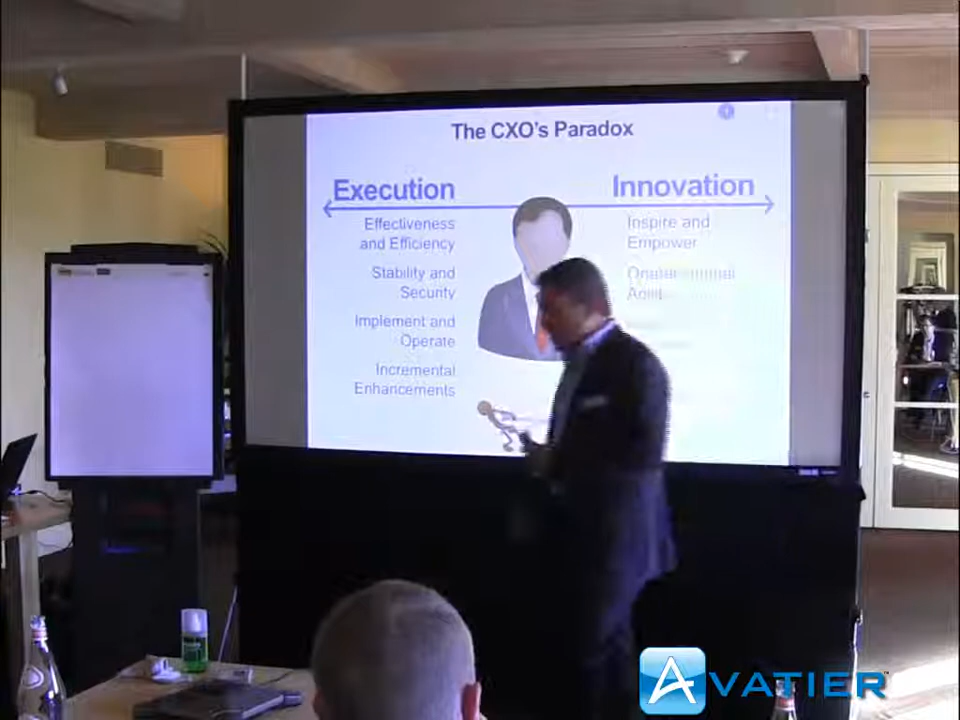 The CXO's Paradox
Execution
Innovation
Effectiveness
and Efficiency
Stability and
Security
Implement and
Operate
Incremental
Enhancements
Inspire and
Empower
AVATIER